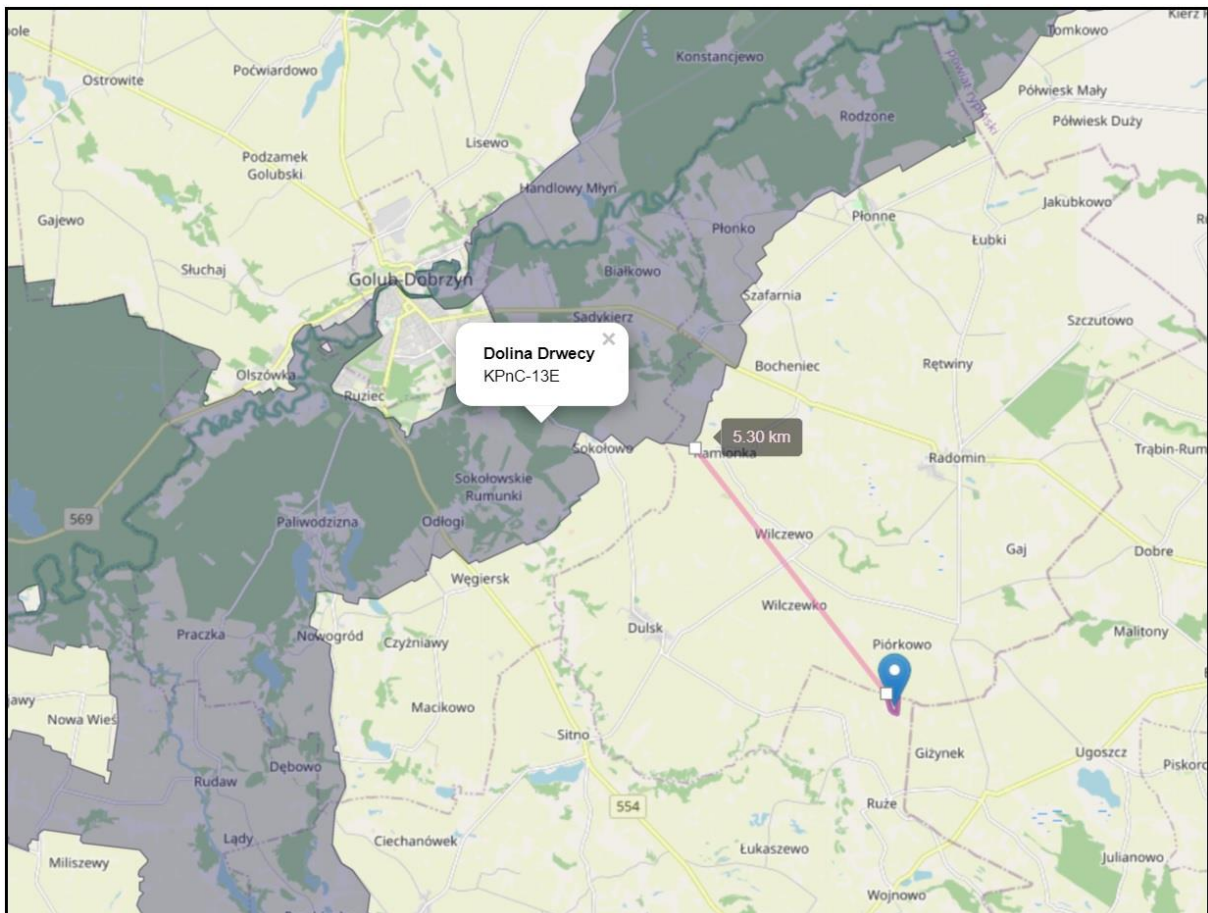 Tomkowo
Konstancjewo
Poćwiardowo
Ostrowite
powiat rypiński
Półwiesk Mały
Rodzone
Półwiesk Duży
Lisewo
Podzamek
Golubski
Handlowy Młyn
Jakubkowo
Gajewo
Płonne
Płonko
Łubki
Słuchaj
Białkowo
Golub-Dobrzyń
Szafarnia
Sadykierz
Szczutowo
Dolina Drwecy
KPnC-13E
×
Bocheniec
Rętwiny
Olszówka
Ruziec
5.30 km
Sokołowo
Kamionka
Radomin
Trąbin-Rum
Sokołowskie
Rumunki
569
Paliwodzizna
Odłogi
Wilczewo
Gaj
Dobre
Węgiersk
Wilczewko
Praczka
Nowogród
Czyżniawy
Dulsk
Malitony
Piórkowo
Macikowo
Nowa Wieś
Sitno
Giżynek
Ugoszcz
Dębowo
Rudaw
Ruże
554
Lądy
Ciechanówek
Łukaszewo
Miliszewy
Julianowo
Wojnowo